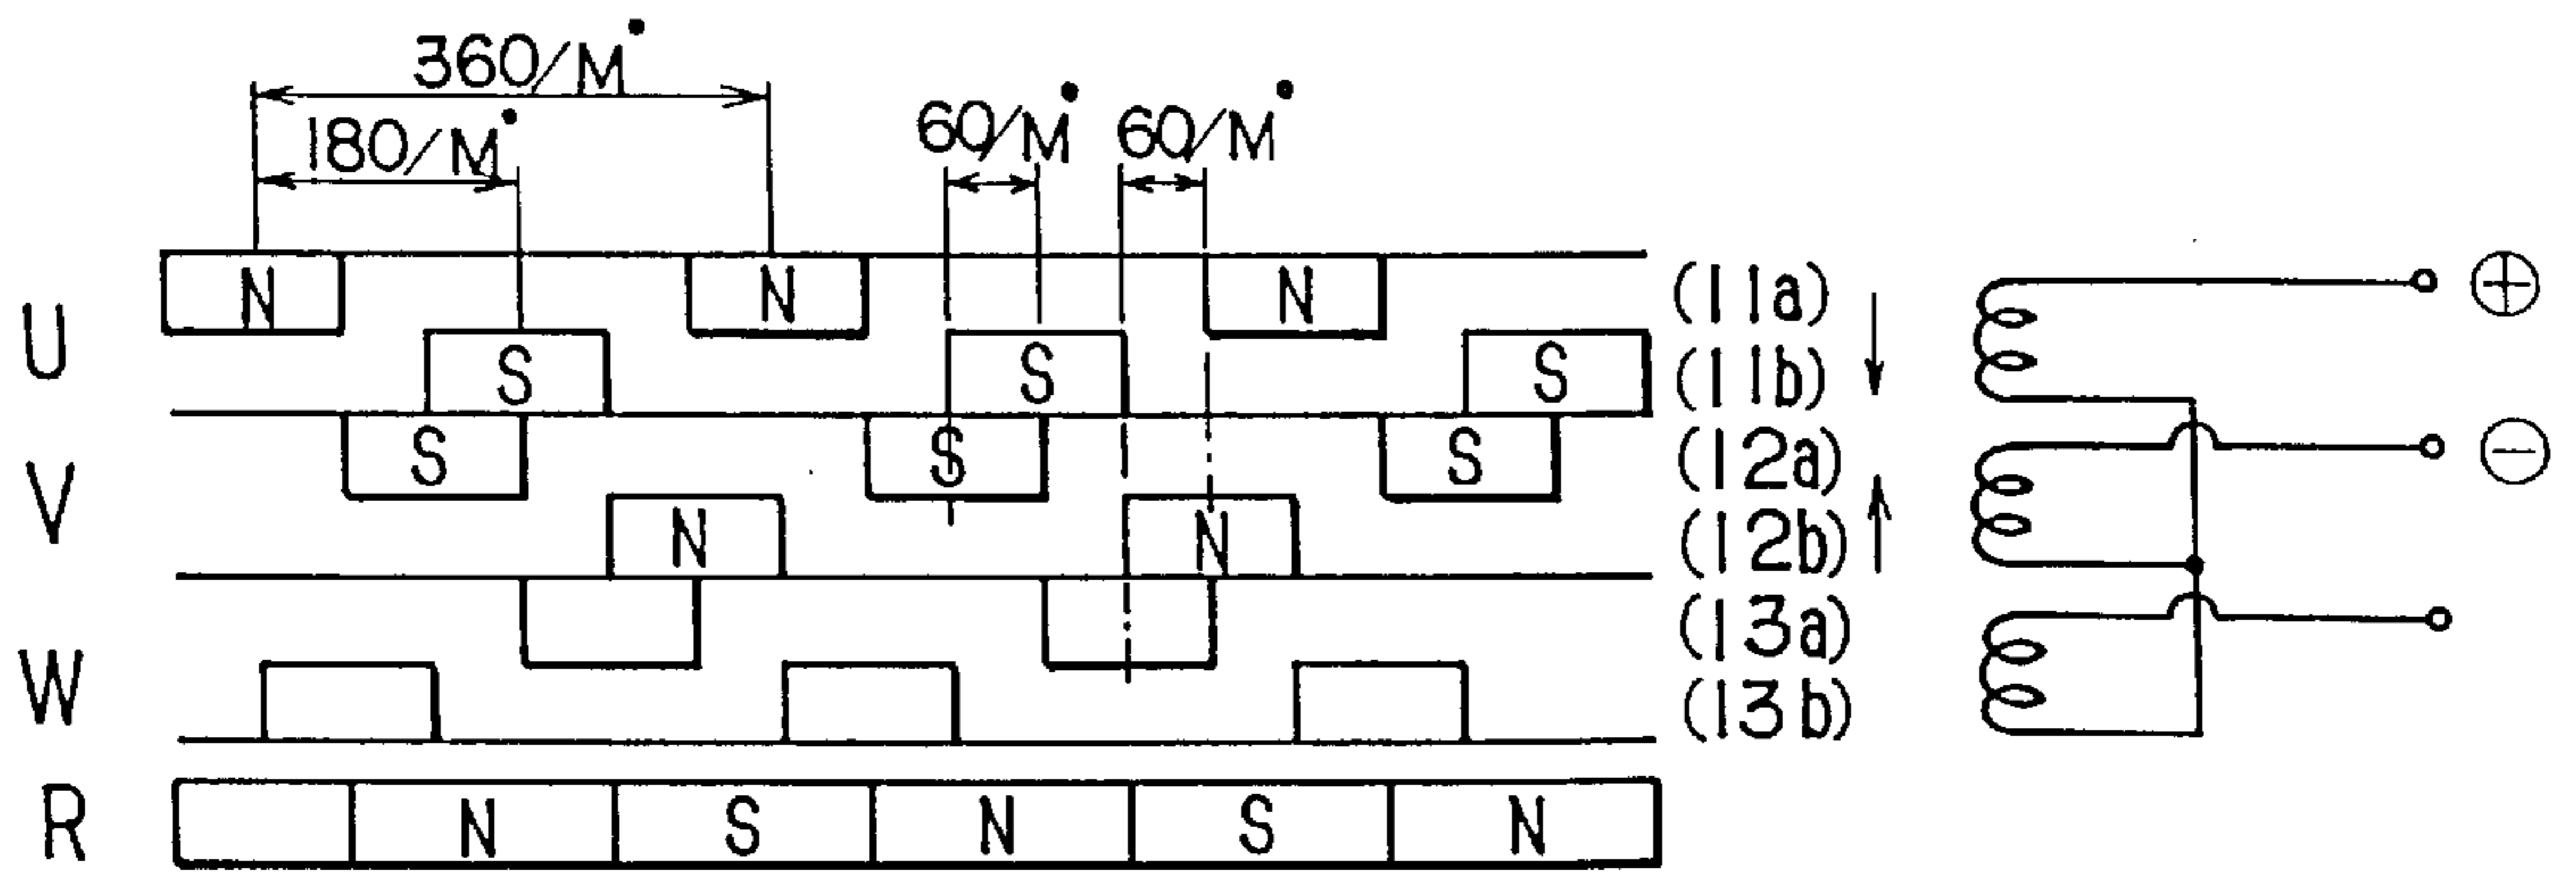 360/M°
180/M°
60/M° 60/M°
U
N N N (11a) ↓ ⊕
S S S (11b)
V
S S S (12a) ↑ ⊖
N N (12b)
W
(13a)
(13b)
R N S N S N